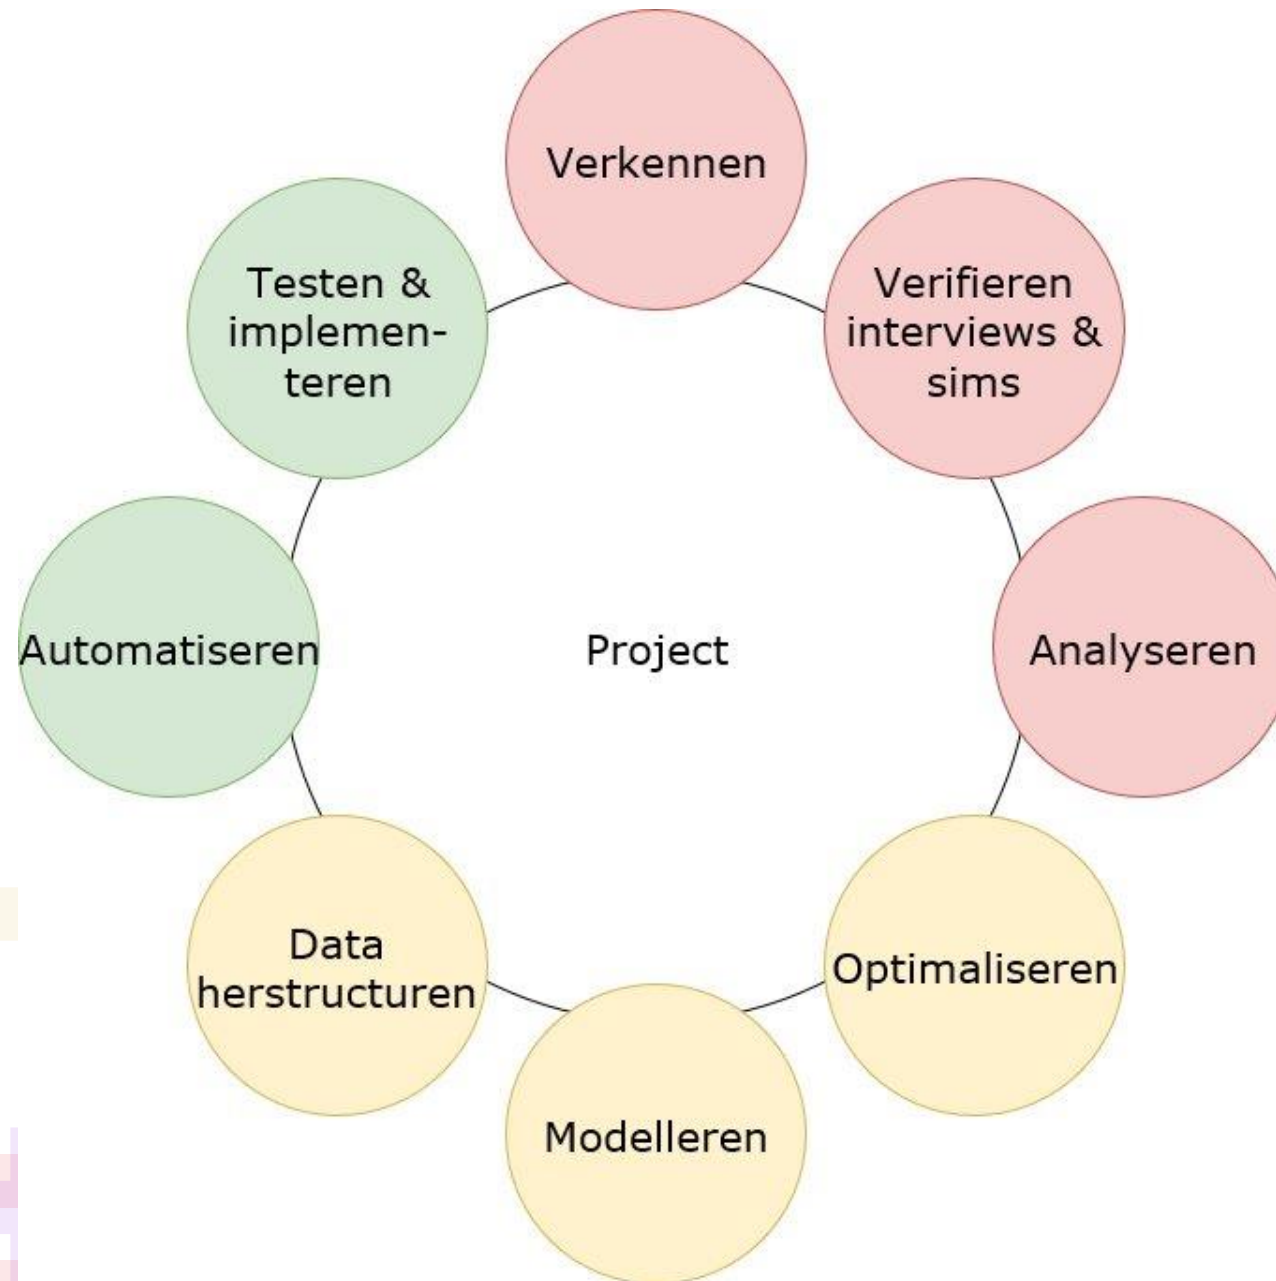 Verkennen
Verifieren
interviews &
sims
Analyseren
Optimaliseren
Modelleren
Data
herstructuren
Automatiseren
Testen &
implemen-
teren
Project